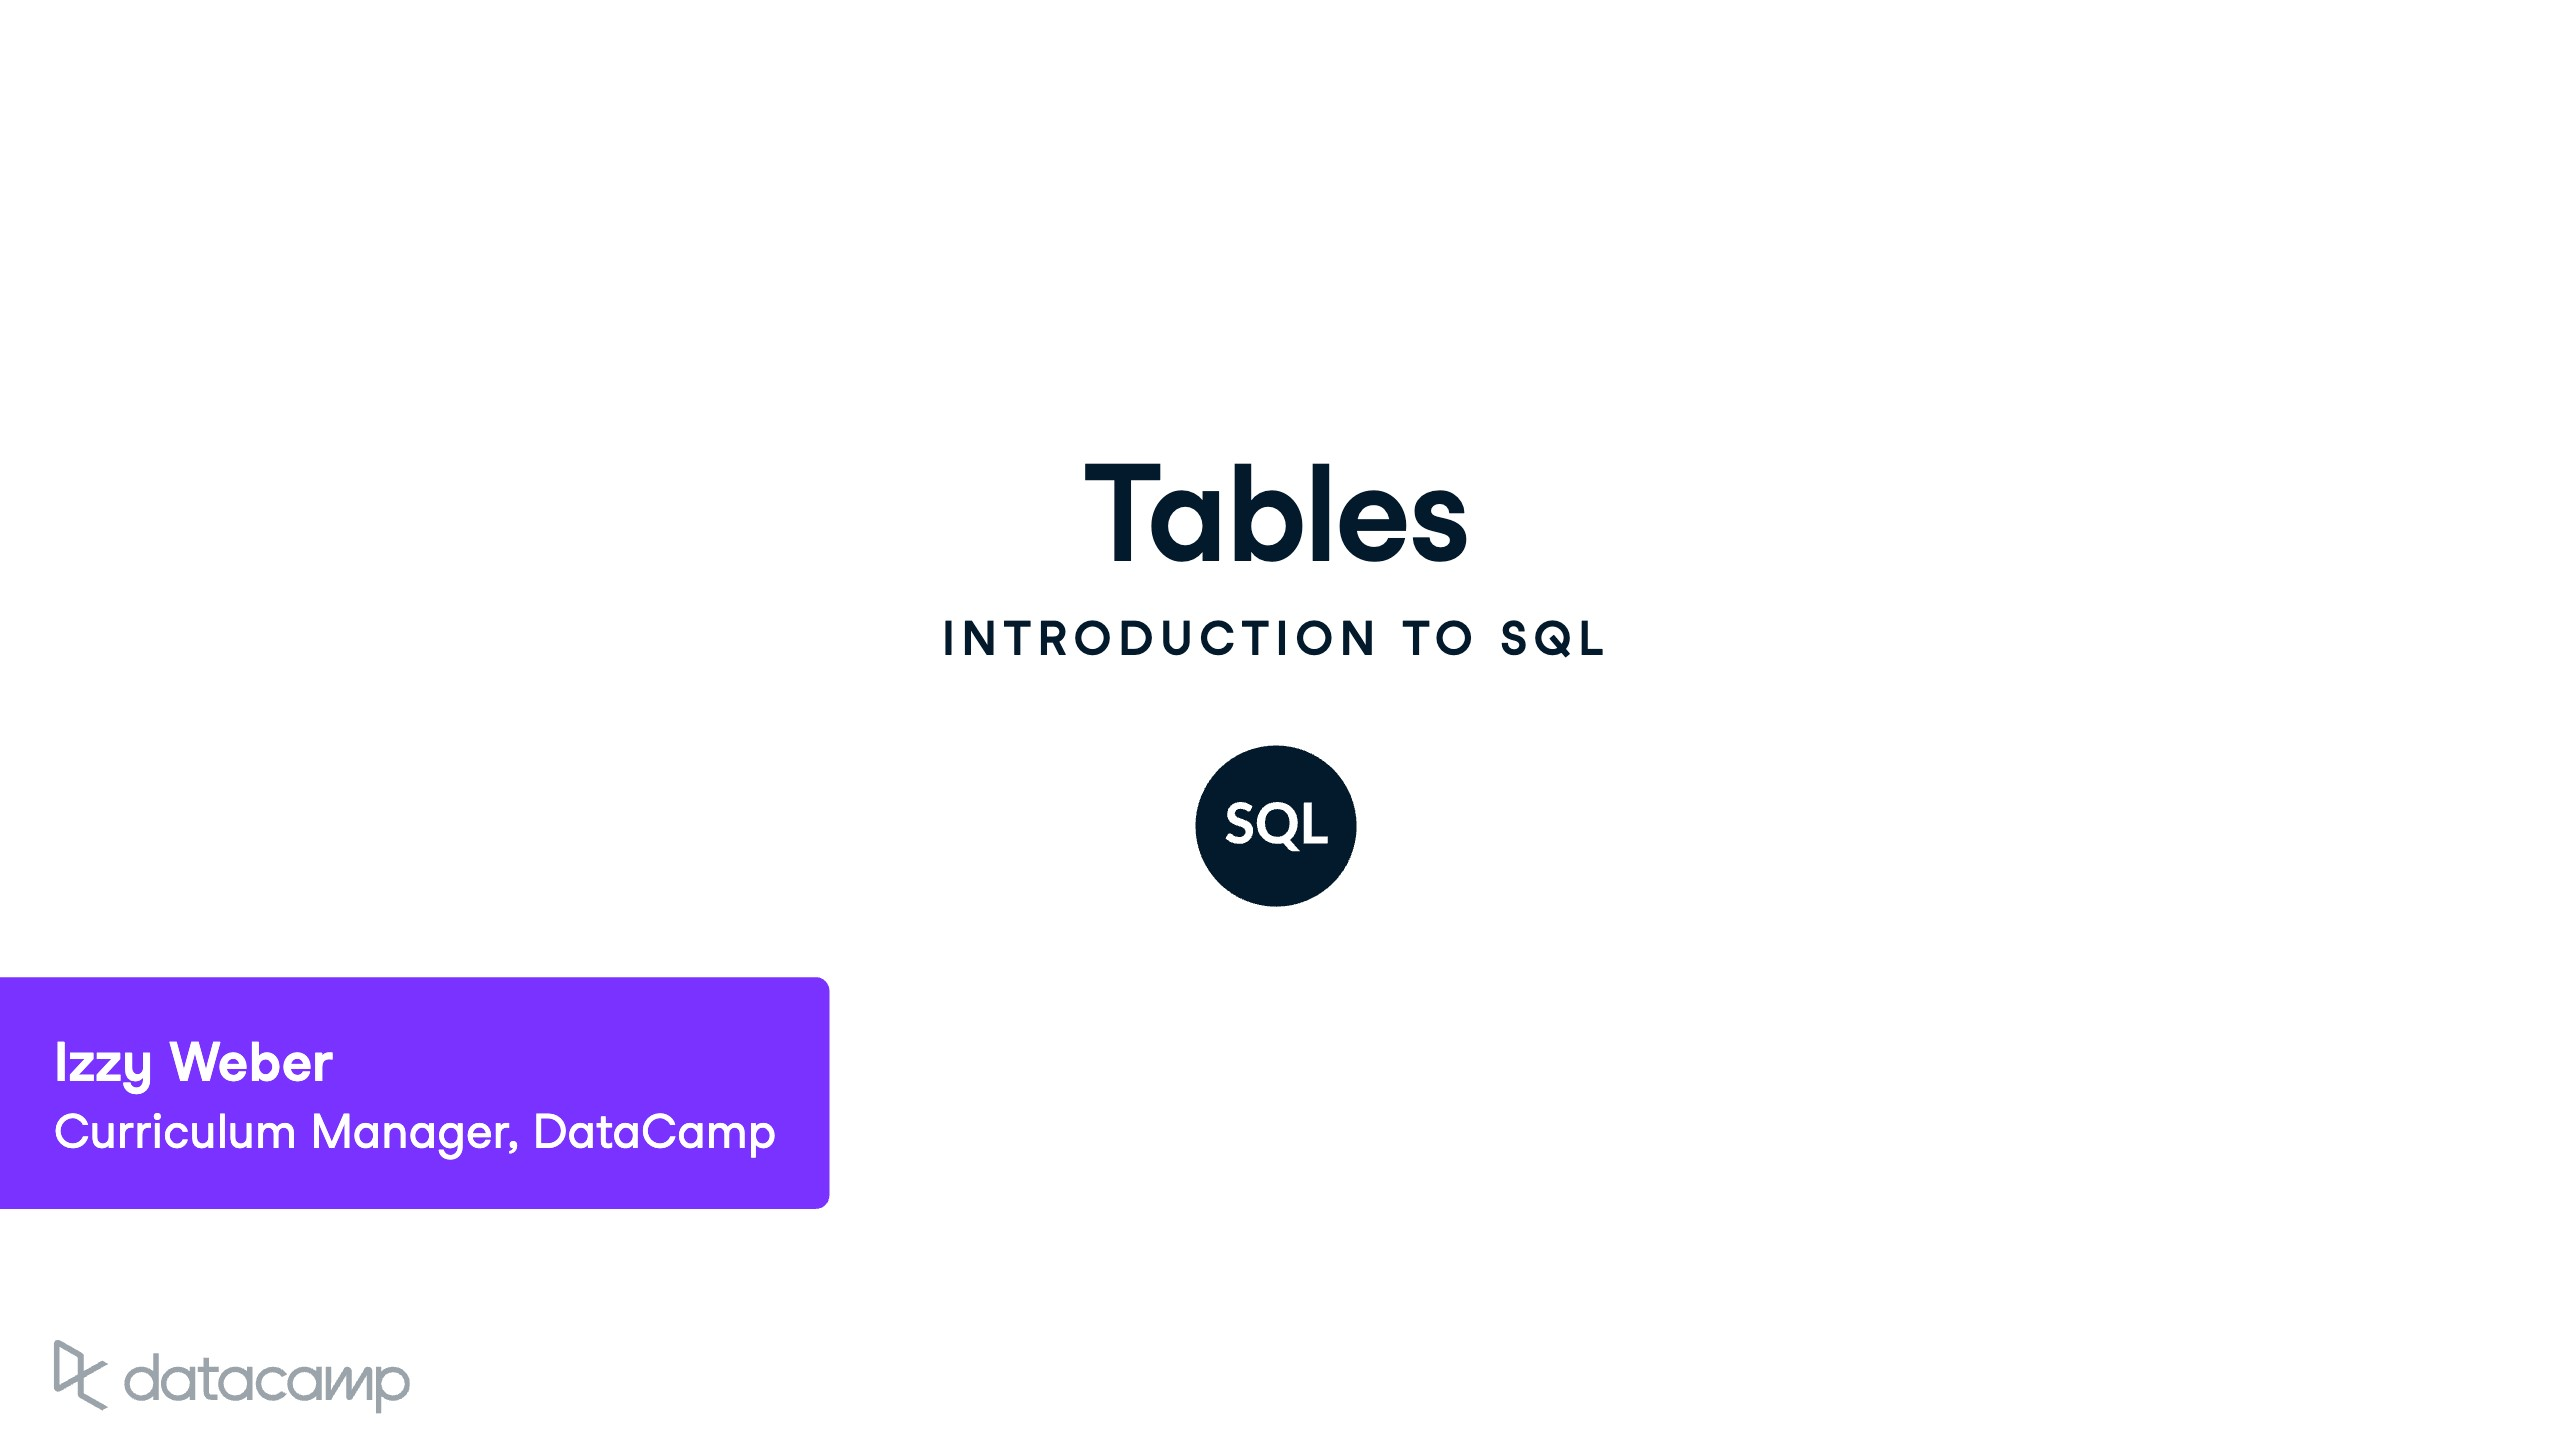 Tables
INTRODUCTION TO SQL
SQL
Izzy Weber
Curriculum Manager, DataCamp
datacamp